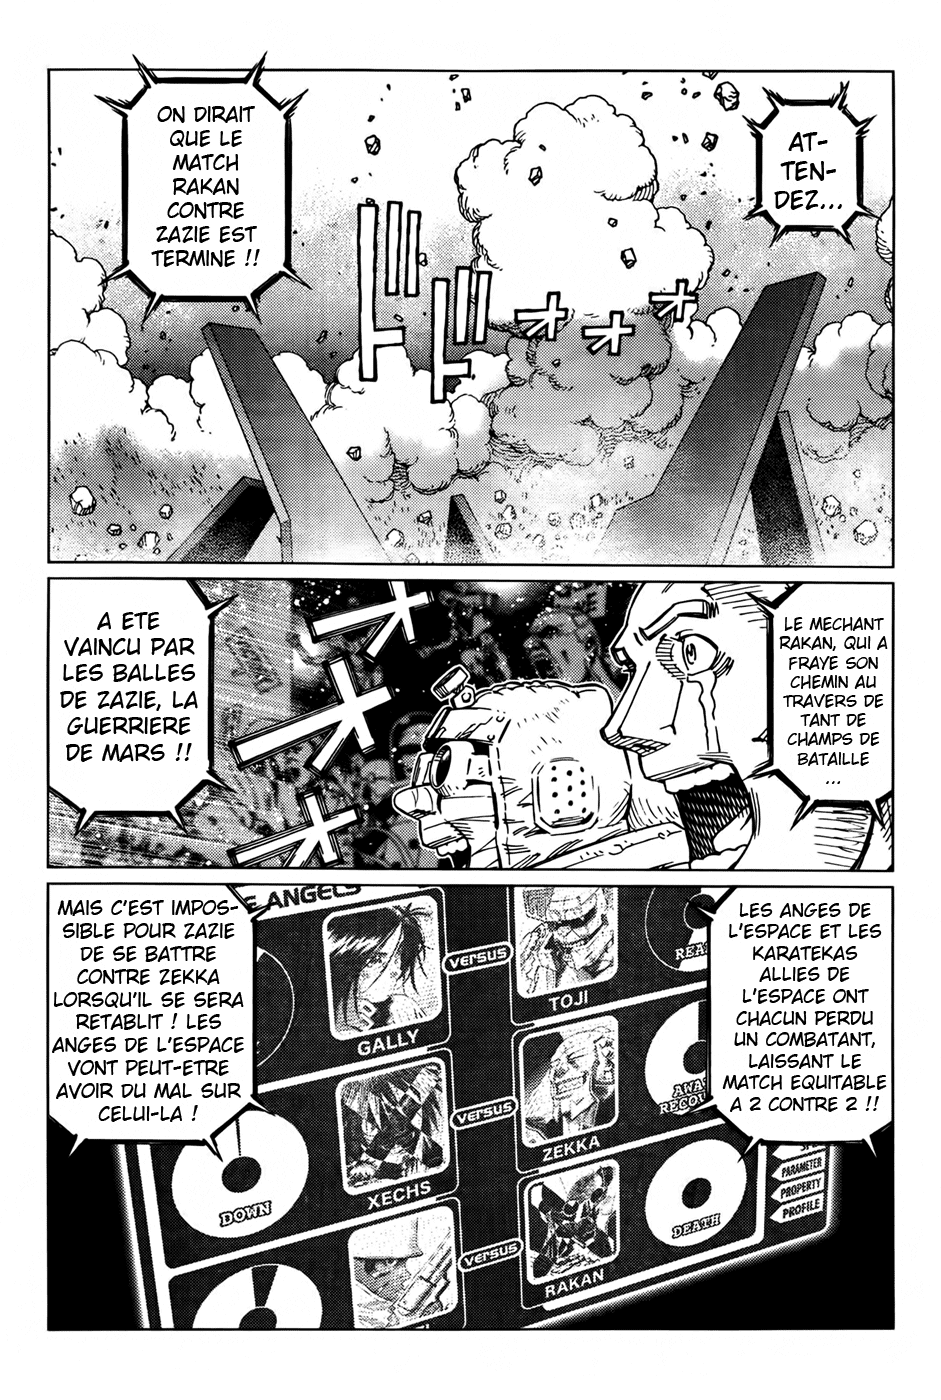 AT-
TEN-
DEZ...
ON DIRAIT
QUE LE
MATCH
RAKAN
CONTRE
ZAZIE EST
TERMINE !!
ドドド
LE MECHANT
RAKAN, QUI A
FRAYE SON
CHEMIN AU
TRAVERS DE
TANT DE
CHAMPS DE
BATAILLE
...
A ETE
VAINCU PAR
LES BALLES
DE ZAZIE, LA
GUERRIERE
DE MARS !!
LES ANGES DE
L'ESPACE ET LES
KARATEKAS
ALLIES DE
L'ESPACE ONT
CHACUN PERDU
UN COMBATANT,
LAISSANT LE
MATCH EQUITABLE
A 2 CONTRE 2 !!
MAIS C'EST IMPOS-
SIBLE POUR ZAZIE
DE SE BATTRE
CONTRE ZEKKA
LORSQU'IL SE SERA
RETABLIT ! LES
ANGES DE L'ESPACE
VONT PEUT-ETRE
AVOIR DU MAL SUR
CELUI-LA !
ANGELS
GALLY
versus
TOJI
XECHS
versus
ZEKKA
DOWN
versus
RAKAN
DEATH
PARAMETER
PROPERTY
PROFILE